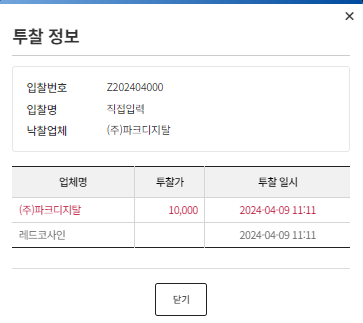 투찰 정보
입찰번호 Z202404000
입찰명 직접입력
낙찰업체 (주)파크디지탈
업체명 투찰가 투찰 일시
(주)파크디지탈 10,000 2024-04-09 11:11
레드코사인 2024-04-09 11:11
닫기